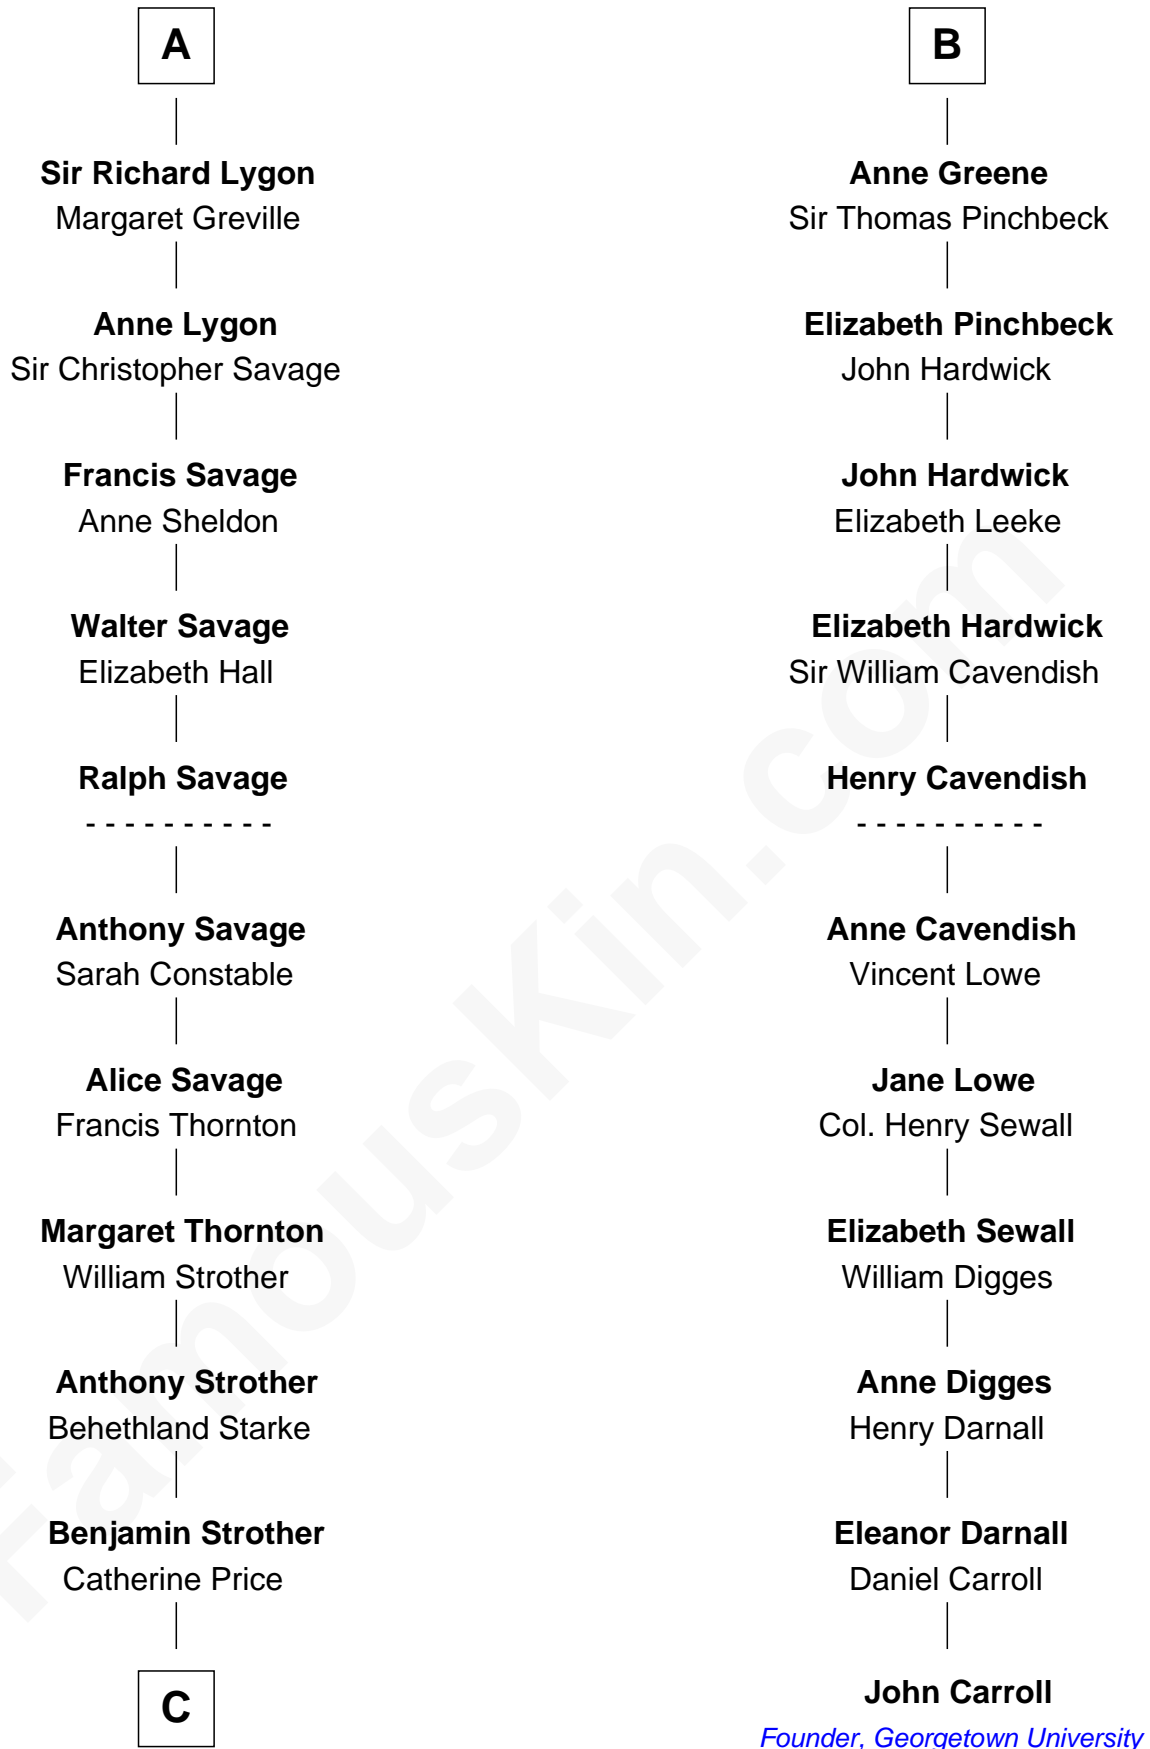 A
Sir Richard Lygon
Margaret Greville
Anne Lygon
Sir Christopher Savage
Francis Savage
Anne Sheldon
Walter Savage
Elizabeth Hall
Ralph Savage
- - - - - - - - - -
Anthony Savage
Sarah Constable
Alice Savage
Francis Thornton
Margaret Thornton
William Strother
Anthony Strother
Behethland Starke
Benjamin Strother
Catherine Price
C
B
Anne Greene
Sir Thomas Pinchbeck
Elizabeth Pinchbeck
John Hardwick
John Hardwick
Elizabeth Leeke
Elizabeth Hardwick
Sir William Cavendish
Henry Cavendish
- - - - - - - - - -
Anne Cavendish
Vincent Lowe
Jane Lowe
Col. Henry Sewall
Elizabeth Sewall
William Digges
Anne Digges
Henry Darnall
Eleanor Darnall
Daniel Carroll
John Carroll
Founder, Georgetown University
FamousKin.com